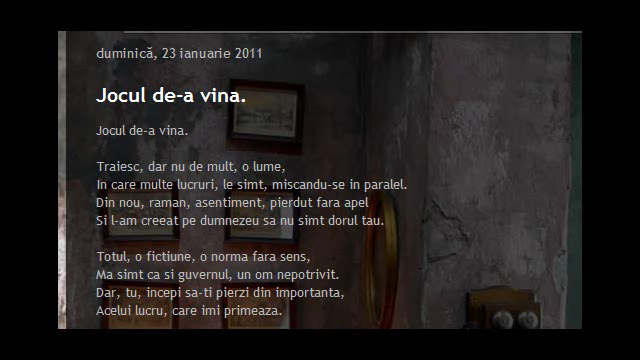 duminică, 23 ianuarie 2011
Jocul de-a vina.
Jocul de-a vina.
Traiesc, dar nu de mult, o lume,
In care multe lucruri, le simt, miscandu-se in paralel.
Din nou, raman, asentiment, pierdut fara apel
Si l-am creeat pe dumnezeu sa nu simt dorul tau.
Totul, o fictiune, o norma fara sens,
Ma simt ca si guvernul, un om nepotrivit.
Dar, tu, incepi sa-ti pierzi din importanta,
Acelui lucru, care imi primeaza.